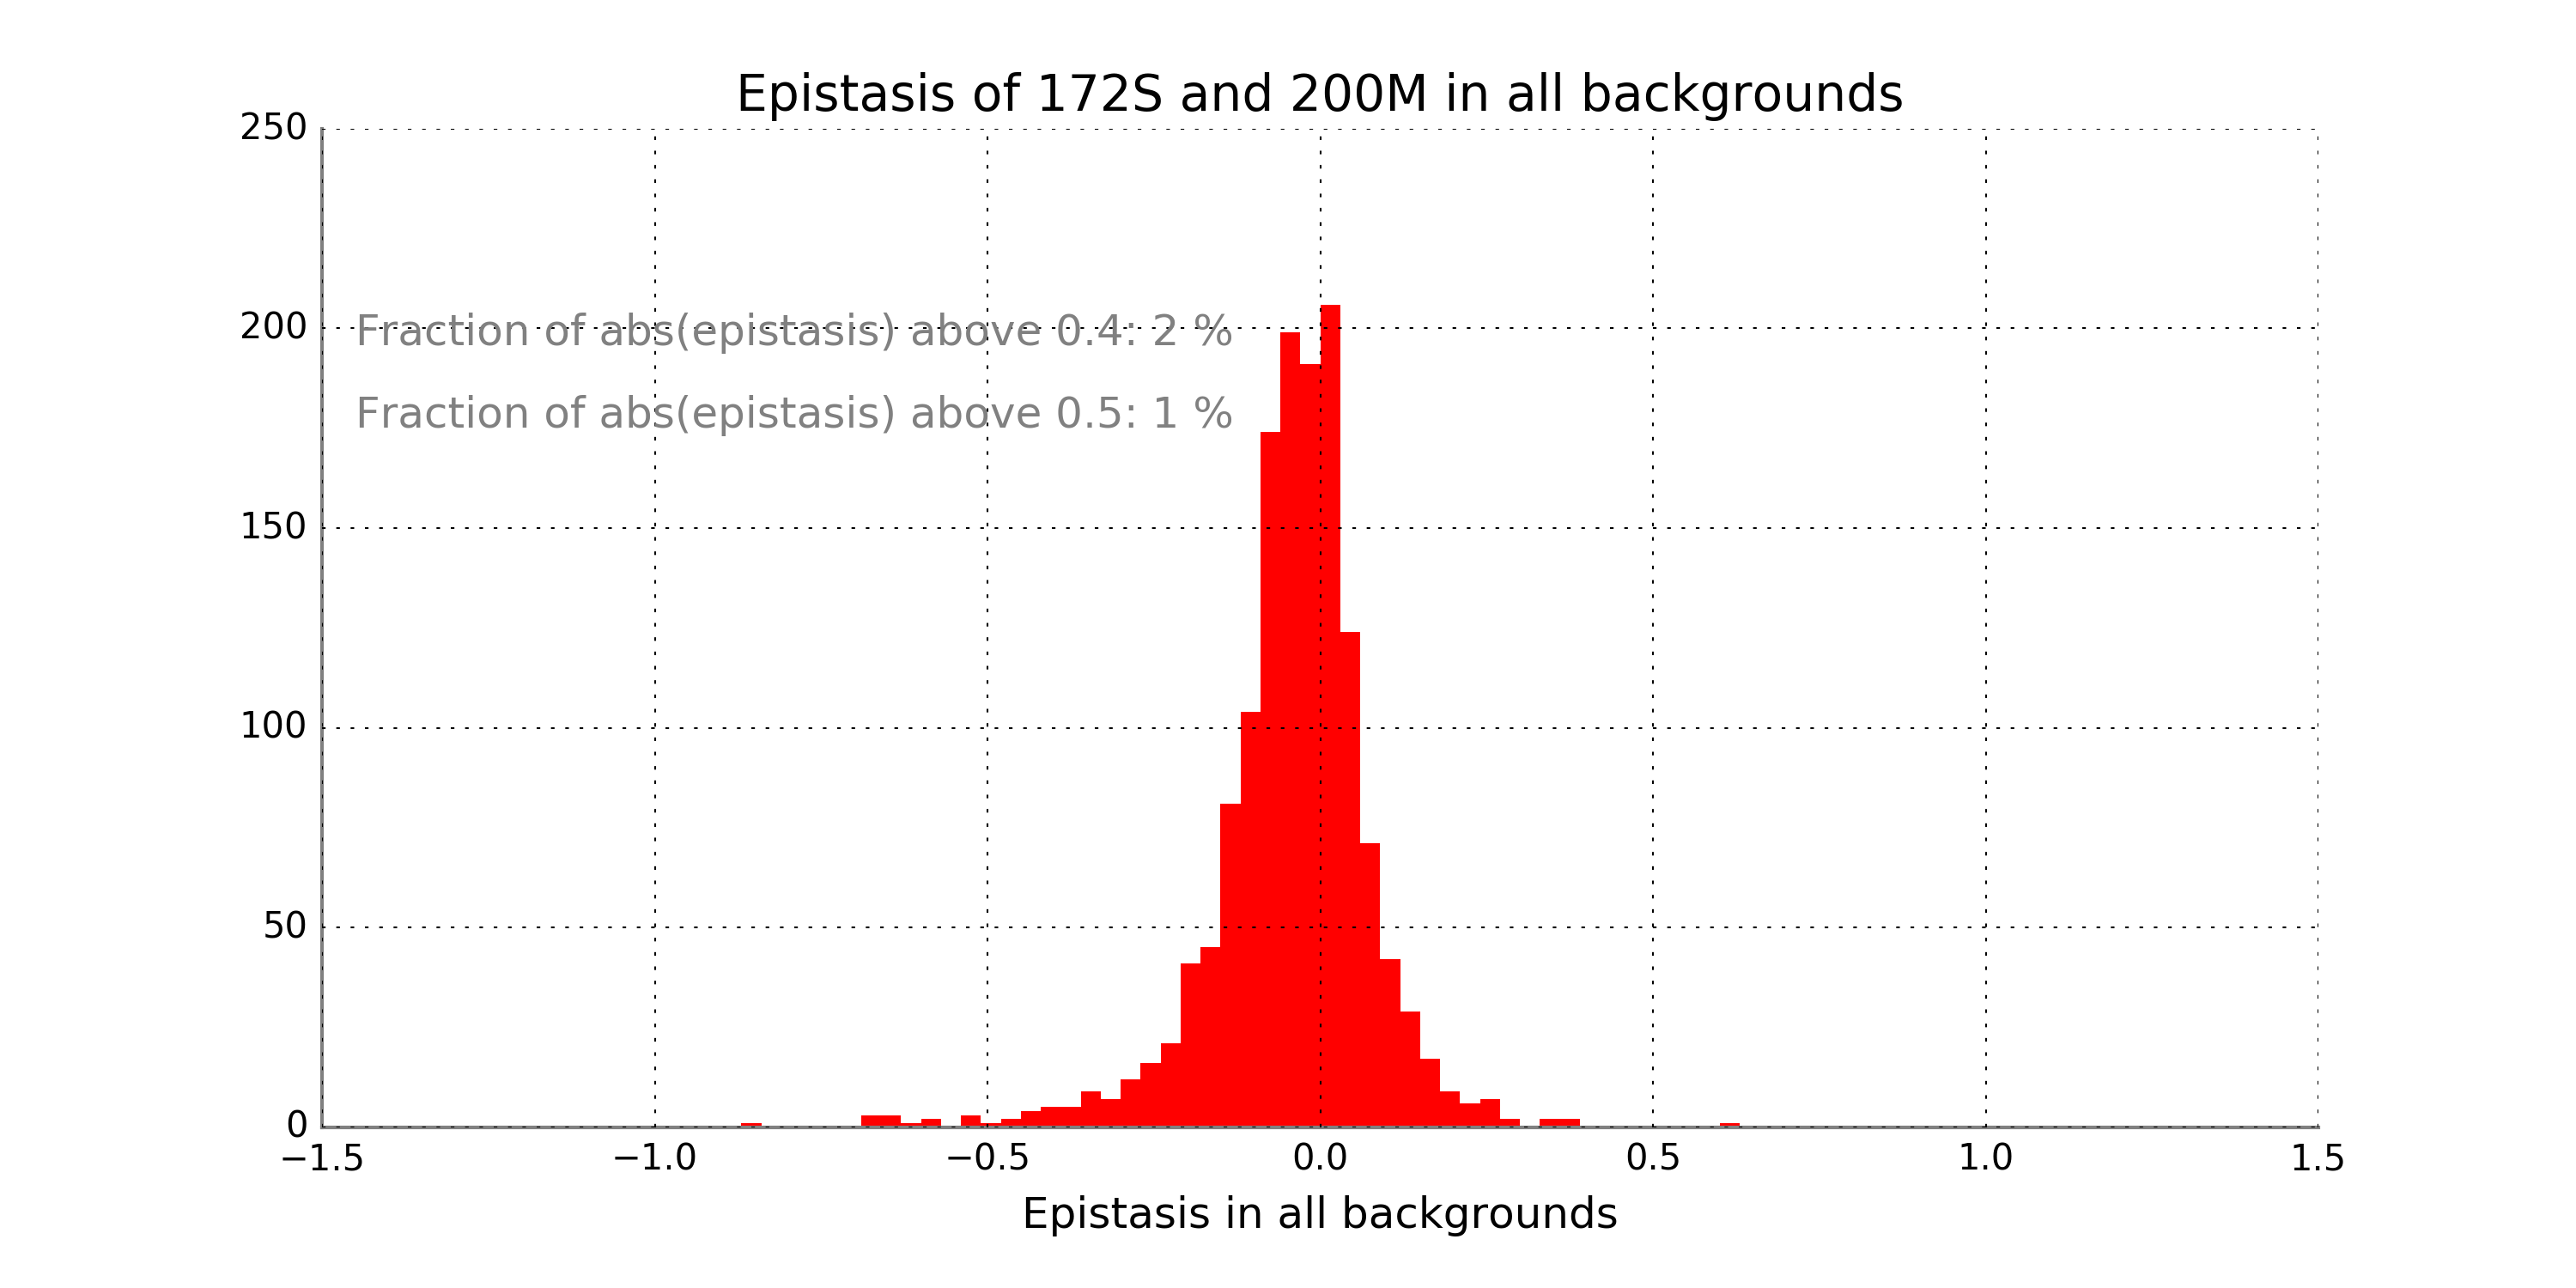 Epistasis of 172S and 200M in all backgrounds
250
200
150
100
50
0
Fraction of abs(epistasis) above 0.4: 2 %
Fraction of abs(epistasis) above 0.5: 1 %
−1.5 −1.0 −0.5 0.0 0.5 1.0 1.5
Epistasis in all backgrounds